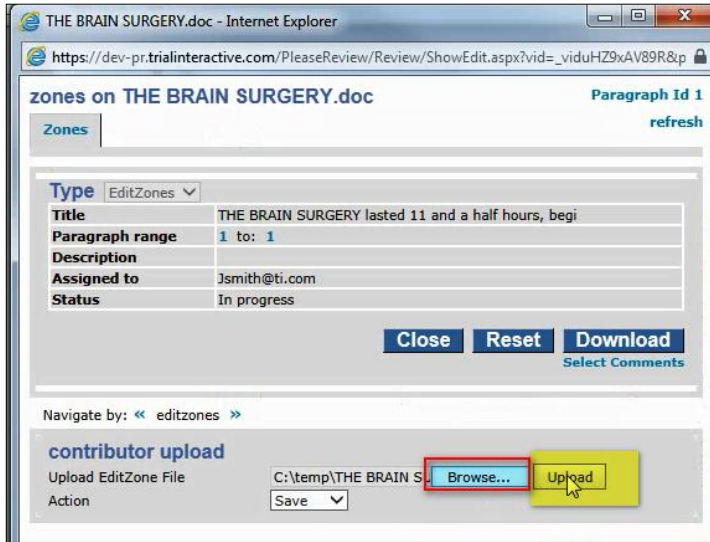 THE BRAIN SURGERY.doc - Internet Explorer
https://dev-pr.trialinteractive.com/PleaseReview/Review/ShowEdit.aspx?vid=_viduHZ9xAV89R&p
zones on THE BRAIN SURGERY.doc Paragraph Id 1
Zones refresh
Type EditZones
Title THE BRAIN SURGERY lasted 11 and a half hours, begi
Paragraph range 1 to: 1
Description
Assigned to Jsmith@ti.com
Status In progress
Close Reset Download
Select Comments
Navigate by: « editzones »
contributor upload
Upload EditZone File C:\temp\THE BRAIN S Browse... Upload
Action Save